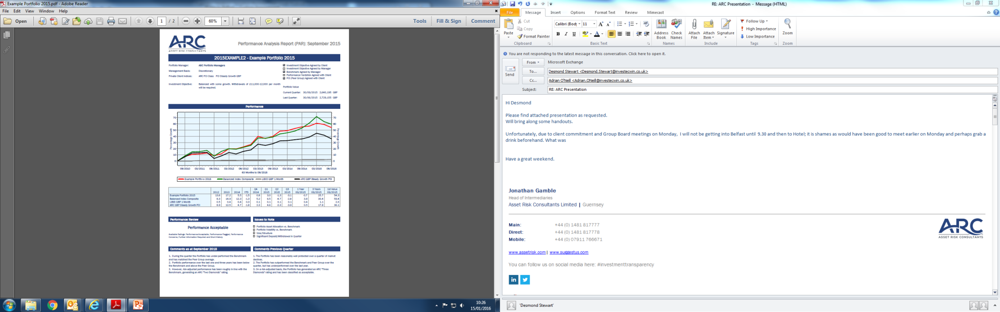 Example Portfolio 2015.pdf - Adobe Reader
File Edit View Window Help
Open 1 / 2 60% Tools Fill & Sign Comment
ARC
ASSET RISK CONSULTANTS
Performance Analysis Report (PAR): September 2015
2015EXAMPLE2 - Example Portfolio 2015
Portfolio Manager: ABC Portfolio Managers
Management Basis: Discretionary
Private Client Indices: ARC PCI Class PCI Steady Growth GBP
Investment Objective: Balanced with some growth. Withdrawals of £11,000-12,000 per month
will be required.
Investment Objective Agreed by Client
Investment Objective Agreed by Manager
Benchmark Agreed by Manager
Performance Yardstick Agreed with Client
PCI (Peer Group) Agreed with Client
Portfolio Value
Current Quarter: 30/09/2015 2,640,195 GBP
Last Quarter: 30/06/2015 2,729,155 GBP
Performance
Percentage Growth
70
60
50
40
30
20
10
0
Percentage Growth
70
60
50
40
30
20
10
0
09/2010 03/2011 09/2011 03/2012 09/2012 03/2013 09/2013 03/2014 09/2014 03/2015 09/2015
63 Months to 09/2015
Example Portfolio 2015 Balanced Index Composite LIBID GBP 1 Month ARC GBP Steady Growth PCI
2012 2013 2014 YTD Q4 2014 Q1 2015 Q2 2015 Q3 2015 1 Year 09/2015 3 Years 09/2015 1st Value 09/2015
Example Portfolio 2015 13.6 17.2 5.5 -1.5 0.8 3.0 -1.3 -3.1 -0.7 25.7 54.3
Balanced Index Composite 8.3 14.9 12.3 -1.3 5.2 6.5 -4.7 -2.8 3.8 30.4 59.4
LIBID GBP 1 Month 0.5 0.4 0.4 0.3 0.1 0.1 0.1 0.1 0.4 1.1 2.3
ARC GBP Steady Growth PCI 8.9 12.5 4.7 -1.8 2.3 4.6 -2.3 -3.9 0.5 17.8 36.1
Performance Review
Performance Acceptable
Available Ratings: Performance Acceptable, Performance Flagged, Performance
Concerns, Further Information Required and Short History.
Issues to Note
Portfolio Asset Allocation vs. Benchmark
Portfolio Volatility vs. Benchmark
Size/Structure
Significant Deposit/Withdrawal in Quarter
Comments as at September 2015
1. During the quarter the Portfolio has under-performed the Benchmark
and has matched the Peer Group average.
2. Portfolio performance over the last one and three years has been below
the Benchmark and above the Peer Group.
3. However, risk-adjusted performance has been roughly in line with the
Benchmark, generating an ARC "Two Diamonds" rating.
Comments Previous Quarter
1. The Portfolio has been reasonably well protected over a quarter of market
declines.
2. The Portfolio has outperformed the Benchmark and Peer Group over the
quarter, but has underperformed over the last year.
3. On a risk-adjusted basis, the Portfolio has generated an ARC "Three
Diamonds" rating and has been classified as acceptable.
10:26
15/01/2016
RE: ARC Presentation - Message (HTML)
File Message Insert Options Format Text Review Mimecast
Paste
Cut
Copy
Format Painter
Clipboard
Calibri (Body 11
B I U
Basic Text
Address Book
Check Names
Names
Attach File
Attach Item
Signature
Include
Follow Up
High Importance
Low Importance
Tags
Zoom
Zoom
You are not responding to the latest message in this conversation. Click here to open it.
Send
From Microsoft Exchange
To... Desmond Stewart <Desmond.Stewart@investecwin.co.uk>
Cc... Adrian O'Neill <Adrian.ONeill@investecwin.co.uk>
Subject: RE: ARC Presentation
Hi Desmond
Please find attached presentation as requested.
Will bring along some handouts.
Unfortunately, due to client commitment and Group Board meetings on Monday, I will not be getting into Belfast until 9.30 and then to Hotel; it is shames as would have been good to meet earlier on Monday and perhaps grab a
drink beforehand. What was
Have a great weekend.
Jonathan Gamble
Head of Intermediaries
Asset Risk Consultants Limited | Guernsey
Main: +44 (0) 1481 817777
Direct: +44 (0) 1481 817778
Mobile: +44 (0) 07911 766671
ARC
ASSET RISK CONSULTANTS
www.assetrisk.com | www.suggestus.com
You can follow us on social media here: #investmenttransparency
in
'Desmond Stewart'